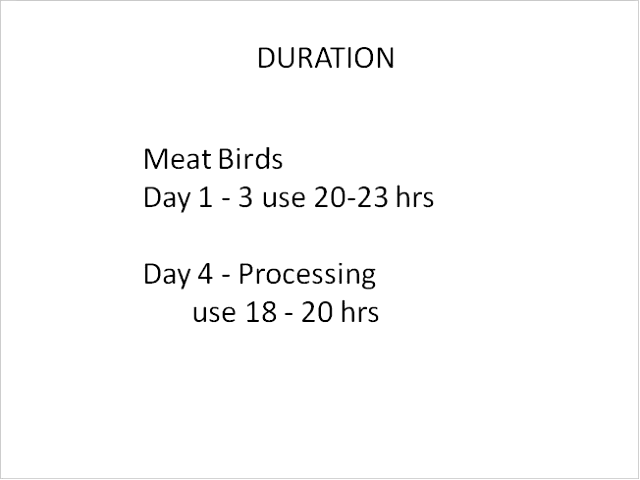 DURATION
Meat Birds
Day 1 - 3 use 20-23 hrs
Day 4 - Processing
use 18 - 20 hrs